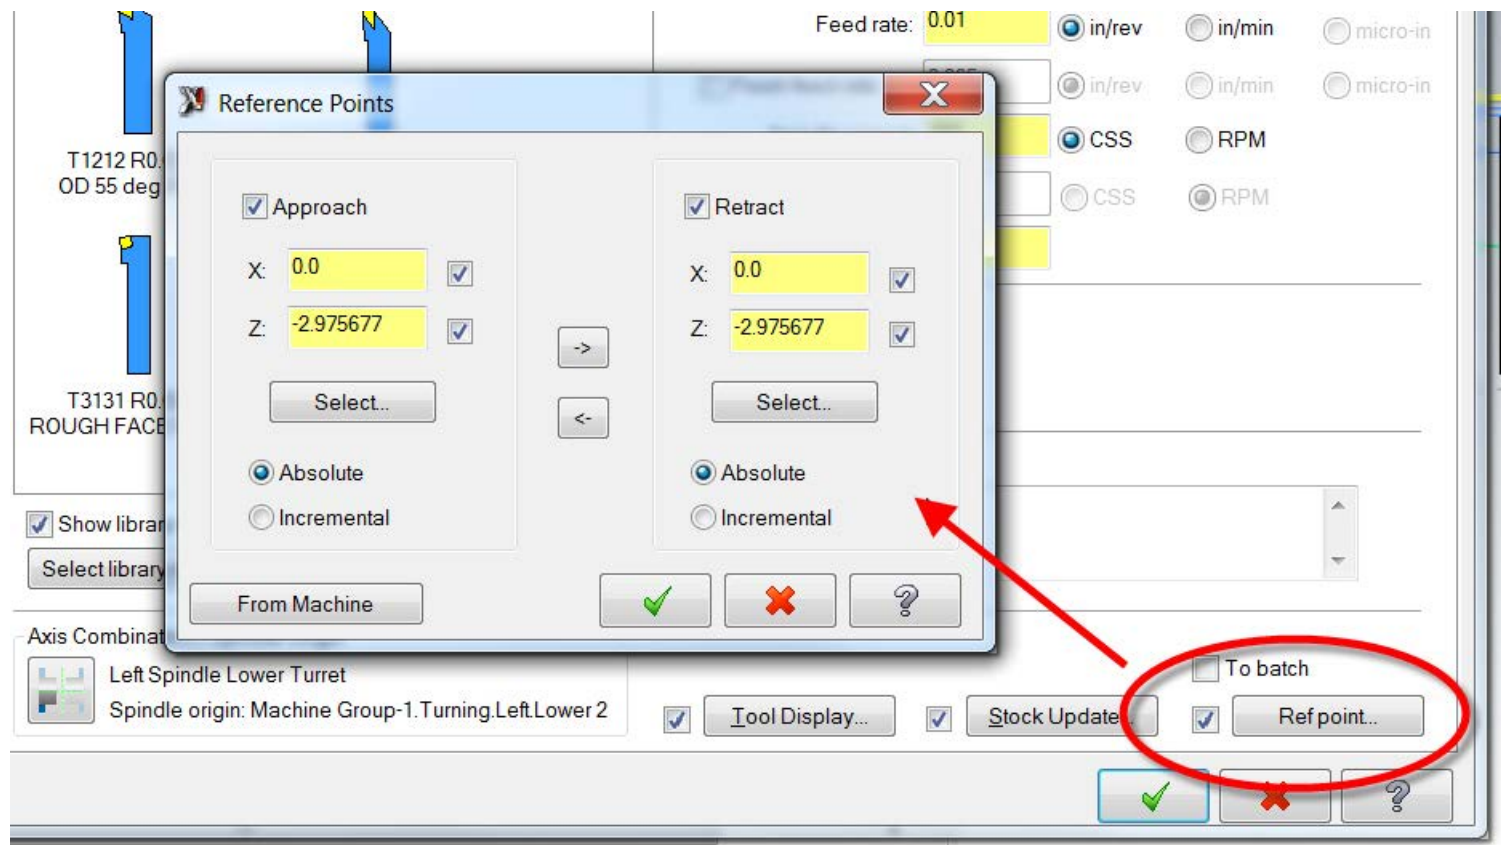 Feed rate: 0.01 in/rev in/min micro-in
in/rev in/min micro-in
Reference Points
CSS RPM
T1212 R0.
OD 55 deg
CSS RPM
Approach
Retract
X: 0.0
X: 0.0
Z: -2.975677
Z: -2.975677
->
Select...
Select...
<-
T3131 R0.
ROUGH FACE
Absolute
Absolute
Incremental
Incremental
Show librar
Select library
From Machine
Axis Combinat
Left Spindle Lower Turret
Spindle origin: Machine Group-1.Turning.Left.Lower 2
To batch
Tool Display...
Stock Update...
Ref point...